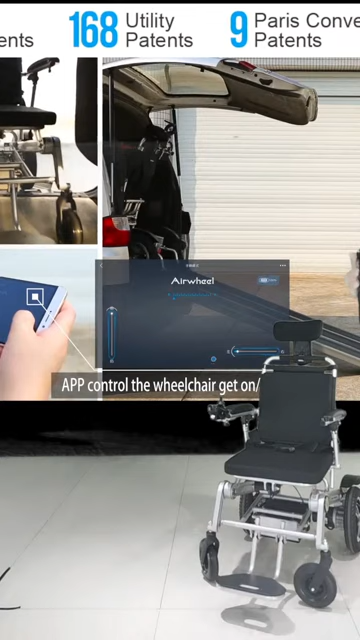 168 Utility Patents
9 Paris Conve
Patents
ents
Airwheel
APP control the wheelchair get on/